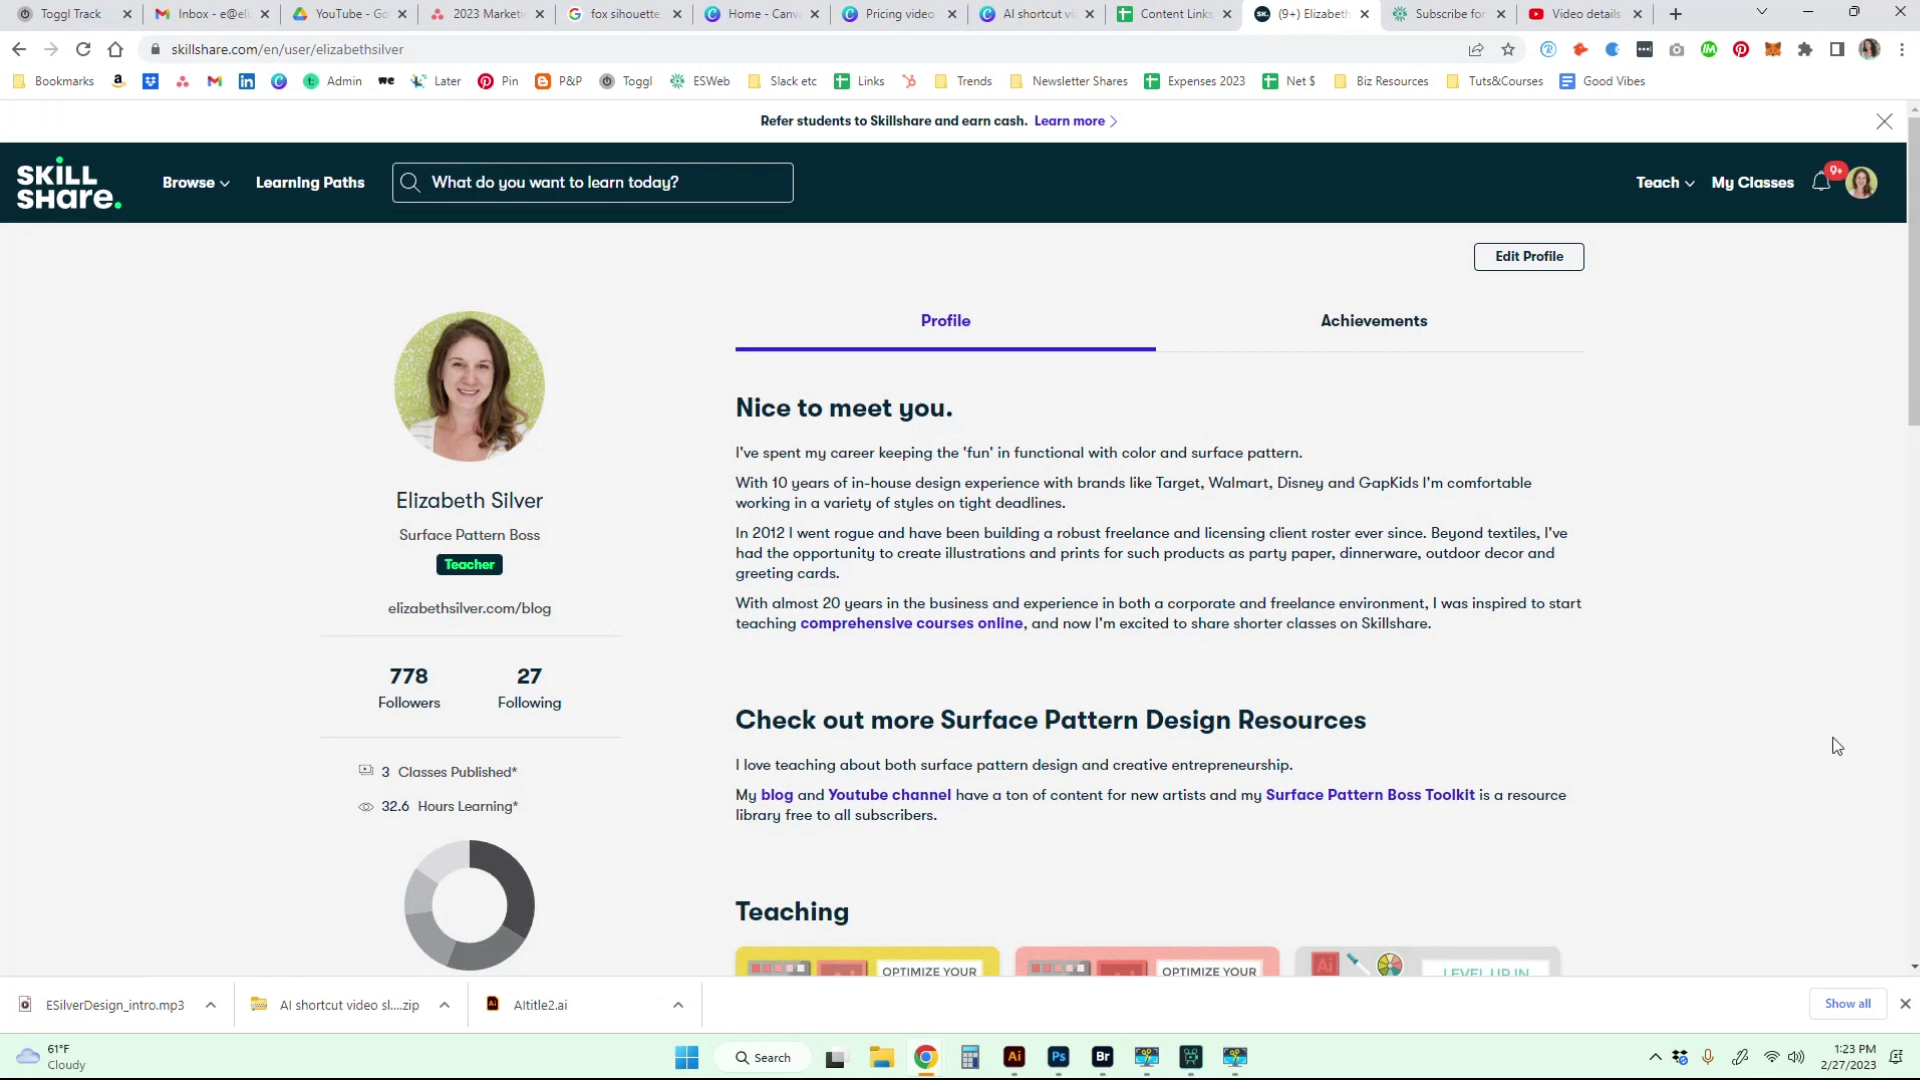 Toggl Track
Inbox - e@eli
YouTube - Go
2023 Marketi
fox sihouette
Home - Canv
Pricing video
AI shortcut vi
Content Links
(9+) Elizabeth
Subscribe for
Video details
skillshare.com/en/user/elizabethsilver
Bookmarks
Admin
Later
Pin
P&P
Toggl
ESWeb
Slack etc
Links
Trends
Newsletter Shares
Expenses 2023
Net $
Biz Resources
Tuts&Courses
Good Vibes
Refer students to Skillshare and earn cash. Learn more
SKILL
SHare.
Browse
Learning Paths
What do you want to learn today?
Teach
My Classes
9+
Edit Profile
Profile
Achievements
Elizabeth Silver
Surface Pattern Boss
Teacher
elizabethsilver.com/blog
778
Followers
27
Following
3 Classes Published*
32.6 Hours Learning*
Nice to meet you.
I've spent my career keeping the 'fun' in functional with color and surface pattern.
With 10 years of in-house design experience with brands like Target, Walmart, Disney and GapKids I'm comfortable
working in a variety of styles on tight deadlines.
In 2012 I went rogue and have been building a robust freelance and licensing client roster ever since. Beyond textiles, I've
had the opportunity to create illustrations and prints for such products as party paper, dinnerware, outdoor decor and
greeting cards.
With almost 20 years in the business and experience in both a corporate and freelance environment, I was inspired to start
teaching comprehensive courses online, and now I'm excited to share shorter classes on Skillshare.
Check out more Surface Pattern Design Resources
I love teaching about both surface pattern design and creative entrepreneurship.
My blog and Youtube channel have a ton of content for new artists and my Surface Pattern Boss Toolkit is a resource
library free to all subscribers.
Teaching
OPTIMIZE YOUR
OPTIMIZE YOUR
Ai
LEVEL UP IN
ESilverDesign_intro.mp3
AI shortcut video sl....zip
AItitle2.ai
Show all
61°F
Cloudy
Search
Ai
Ps
Br
1:23 PM
2/27/2023